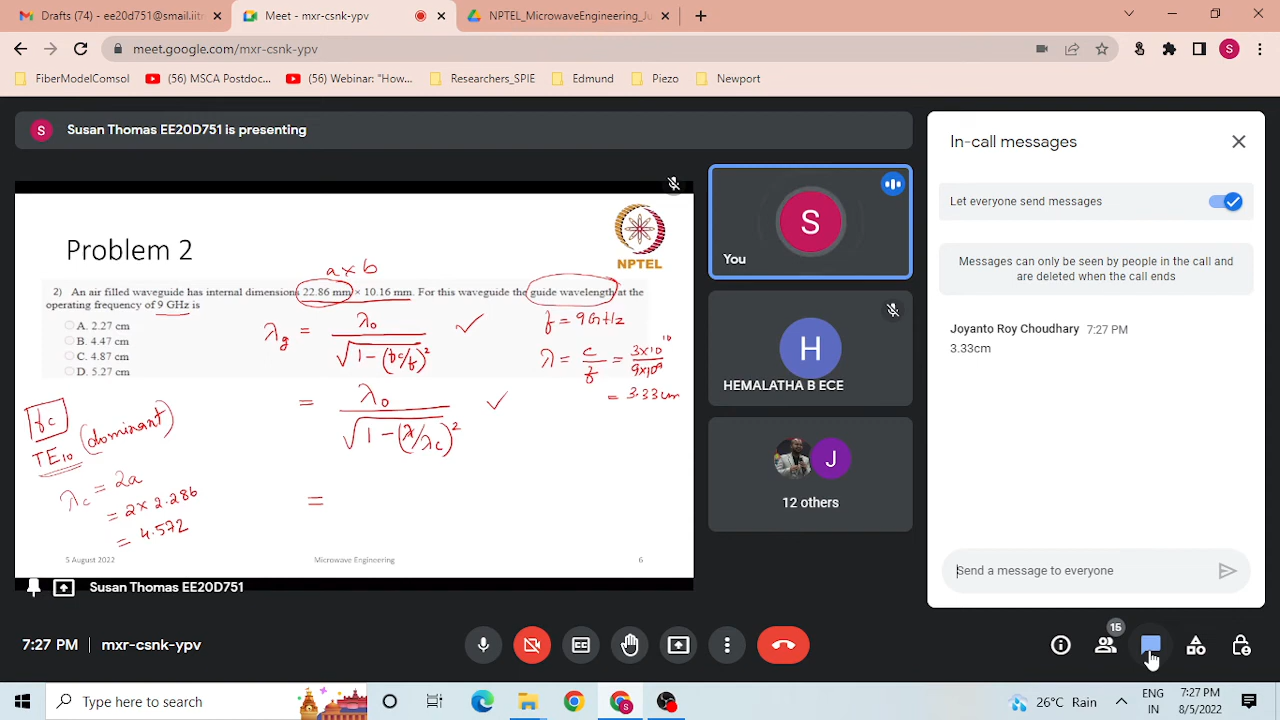 Drafts (74) - ee20d751@smail.iitm
Meet - mxr-csnk-ypv
NPTEL_MicrowaveEngineering_Ju
meet.google.com/mxr-csnk-ypv
S
FiberModelComsol
(56) MSCA Postdoc...
(56) Webinar: "How...
Researchers_SPIE
Edmund
Piezo
Newport
S
Susan Thomas EE20D751 is presenting
Problem 2
NPTEL
a x b
2) An air filled waveguide has internal dimensions 22.86 mm × 10.16 mm. For this waveguide the guide wavelength at the
operating frequency of 9 GHz is
A. 2.27 cm
B. 4.47 cm
C. 4.87 cm
D. 5.27 cm
λg = λ0 / √1 - (fc/f)² ✓
f = 9 GHz
λ = c/f = 3×10^10 / 9×10^9
= 3.33 cm
= λ0 / √1 - (λ/λc)² ✓
fc
TE10 (dominant)
λc = 2a
= 2 × 2.286
= 4.572
=
5 August 2022
Microwave Engineering
6
Susan Thomas EE20D751
S
You
H
HEMALATHA B ECE
J
12 others
In-call messages
Let everyone send messages
Messages can only be seen by people in the call and
are deleted when the call ends
Joyanto Roy Choudhary 7:27 PM
3.33cm
Send a message to everyone
7:27 PM | mxr-csnk-ypv
15
Type here to search
26°C Rain
ENG
IN
7:27 PM
8/5/2022